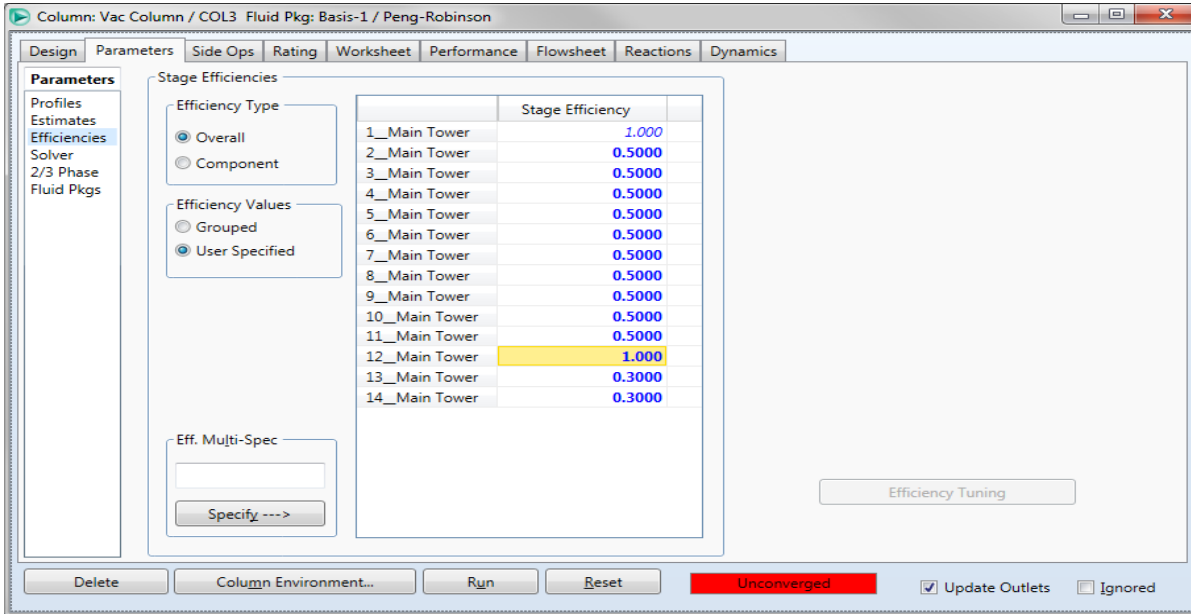 Column: Vac Column / COL3 Fluid Pkg: Basis-1 / Peng-Robinson
Design Parameters Side Ops Rating Worksheet Performance Flowsheet Reactions Dynamics
Parameters
Profiles
Estimates
Efficiencies
Solver
2/3 Phase
Fluid Pkgs
Stage Efficiencies
Efficiency Type
Overall
Component
Efficiency Values
Grouped
User Specified
Eff. Multi-Spec
Specify --->
Stage Efficiency
1__Main Tower 1.000
2__Main Tower 0.5000
3__Main Tower 0.5000
4__Main Tower 0.5000
5__Main Tower 0.5000
6__Main Tower 0.5000
7__Main Tower 0.5000
8__Main Tower 0.5000
9__Main Tower 0.5000
10__Main Tower 0.5000
11__Main Tower 0.5000
12__Main Tower 1.000
13__Main Tower 0.3000
14__Main Tower 0.3000
Efficiency Tuning
Delete Column Environment... Run Reset Unconverged Update Outlets Ignored